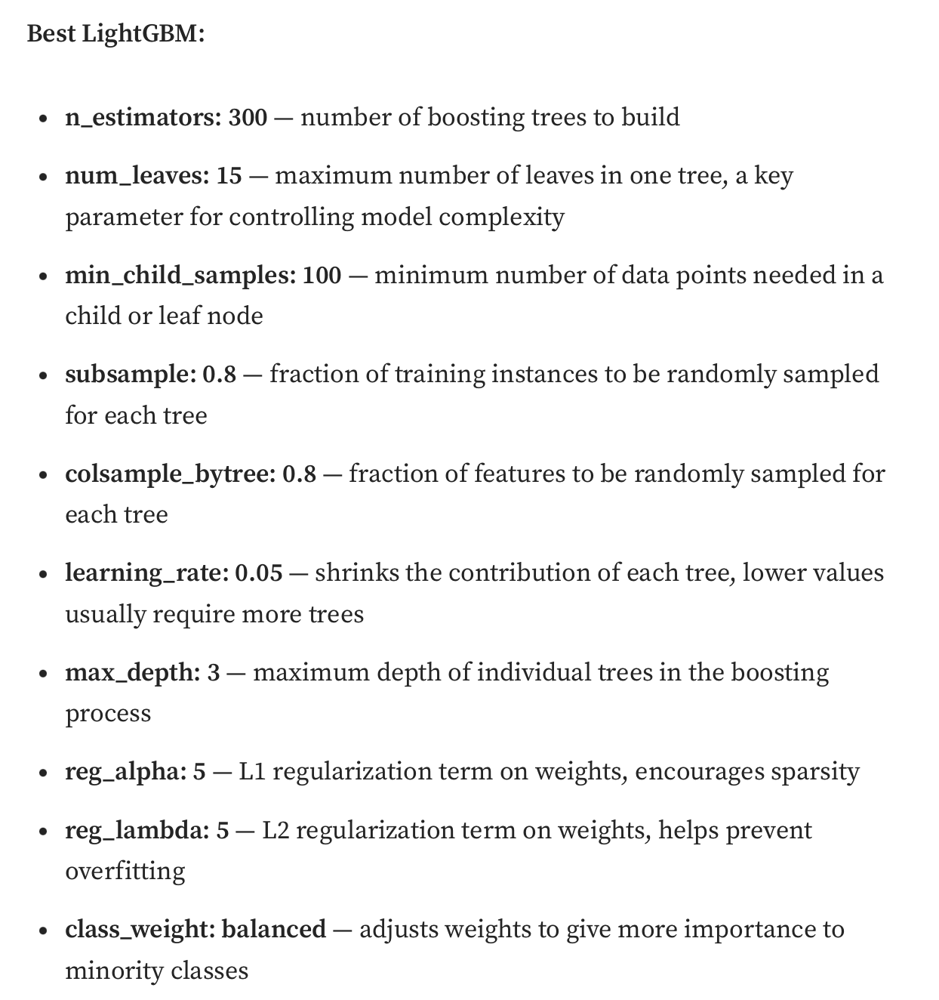 Best LightGBM:
• n_estimators: 300 — number of boosting trees to build
• num_leaves: 15 — maximum number of leaves in one tree, a key
parameter for controlling model complexity
• min_child_samples: 100 — minimum number of data points needed in a
child or leaf node
• subsample: 0.8 — fraction of training instances to be randomly sampled
for each tree
• colsample_bytree: 0.8 — fraction of features to be randomly sampled for
each tree
• learning_rate: 0.05 — shrinks the contribution of each tree, lower values
usually require more trees
• max_depth: 3 — maximum depth of individual trees in the boosting
process
• reg_alpha: 5 — L1 regularization term on weights, encourages sparsity
• reg_lambda: 5 — L2 regularization term on weights, helps prevent
overfitting
• class_weight: balanced — adjusts weights to give more importance to
minority classes